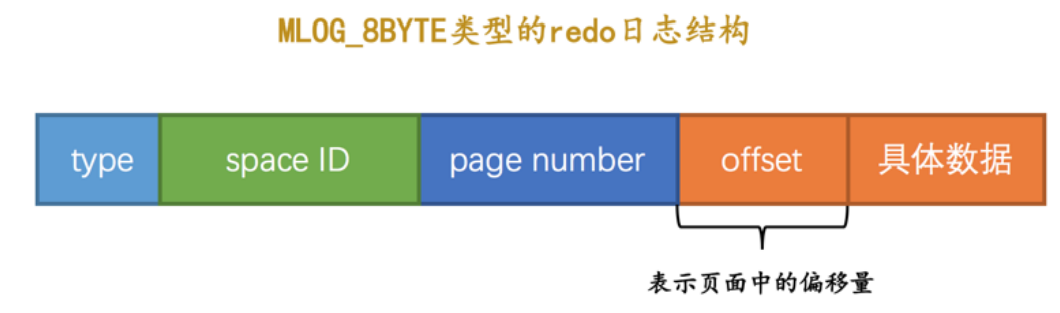 MLOG_8BYTE类型的redo日志结构
type space ID page number offset 具体数据
表示页面中的偏移量